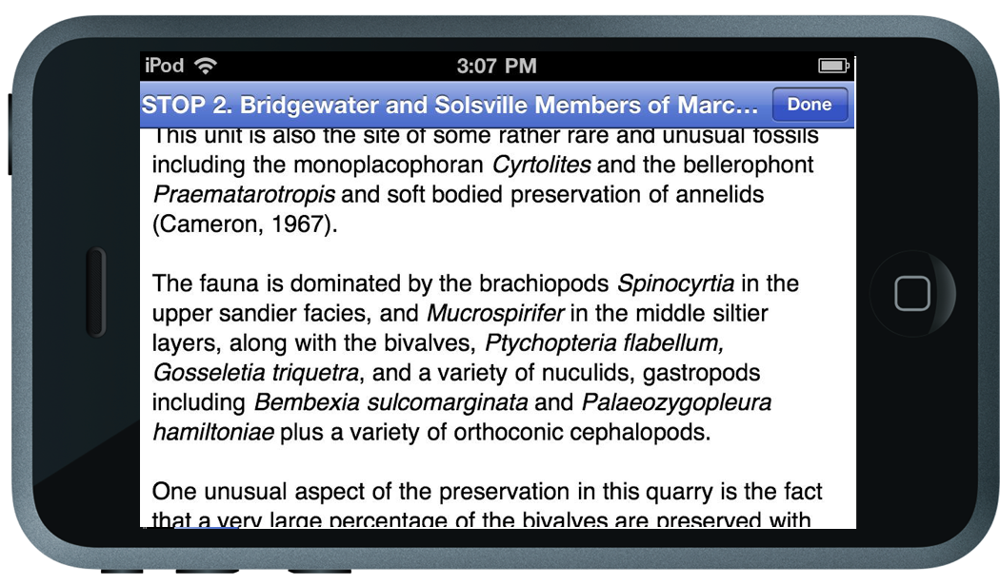 iPod 3:07 PM
STOP 2. Bridgewater and Solsville Members of Marc... Done
This unit is also the site of some rather rare and unusual fossils
including the monoplacophoran Cyrtolites and the bellerophont
Praematarotropis and soft bodied preservation of annelids
(Cameron, 1967).
The fauna is dominated by the brachiopods Spinocyrtia in the
upper sandier facies, and Mucrospirifer in the middle siltier
layers, along with the bivalves, Ptychopteria flabellum,
Gosseletia triquetra, and a variety of nuculids, gastropods
including Bembexia sulcomarginata and Palaeozygopleura
hamiltoniae plus a variety of orthoconic cephalopods.
One unusual aspect of the preservation in this quarry is the fact
that a very large percentage of the bivalves are preserved with